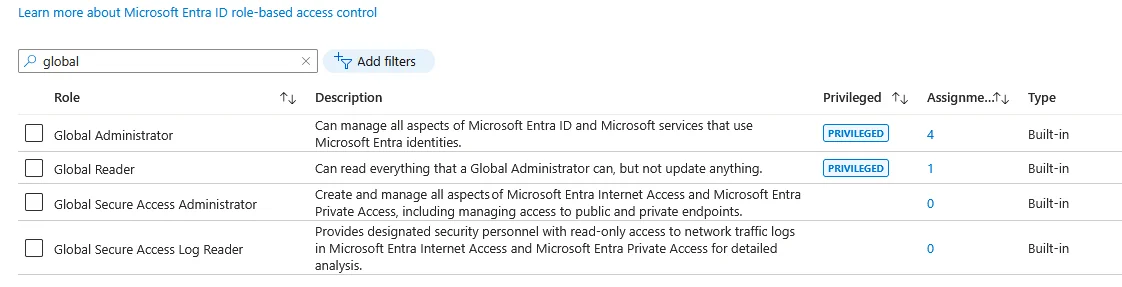 Learn more about Microsoft Entra ID role-based access control
global
Add filters
Role Description Privileged Assignme... Type
Global Administrator
Can manage all aspects of Microsoft Entra ID and Microsoft services that use
Microsoft Entra identities.
PRIVILEGED 4 Built-in
Global Reader Can read everything that a Global Administrator can, but not update anything. PRIVILEGED 1 Built-in
Global Secure Access Administrator
Create and manage all aspects of Microsoft Entra Internet Access and Microsoft Entra
Private Access, including managing access to public and private endpoints.
0 Built-in
Global Secure Access Log Reader
Provides designated security personnel with read-only access to network traffic logs
in Microsoft Entra Internet Access and Microsoft Entra Private Access for detailed
analysis.
0 Built-in